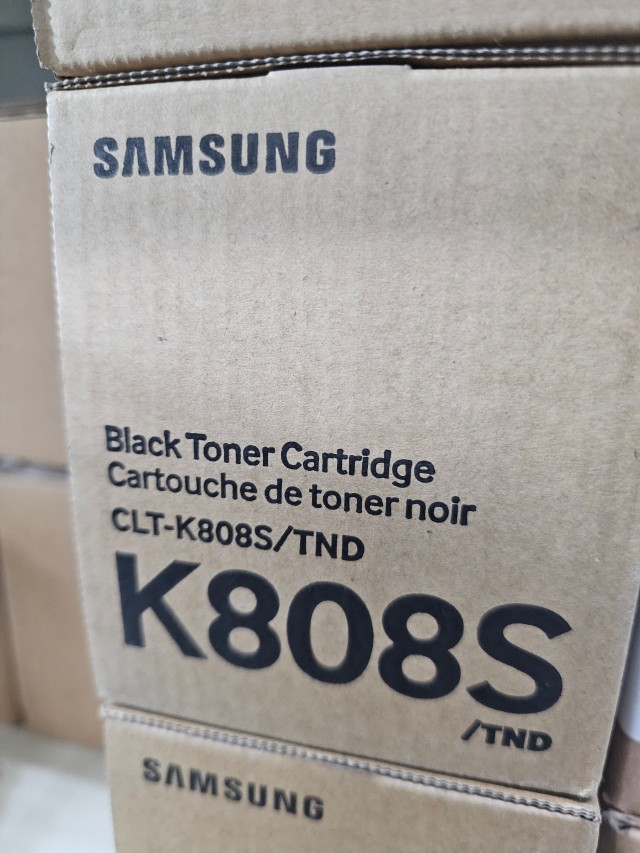 SAMSUNG
Black Toner Cartridge
Cartouche de toner noir
CLT-K808S/TND
K808S
/TND
SAMSUNG